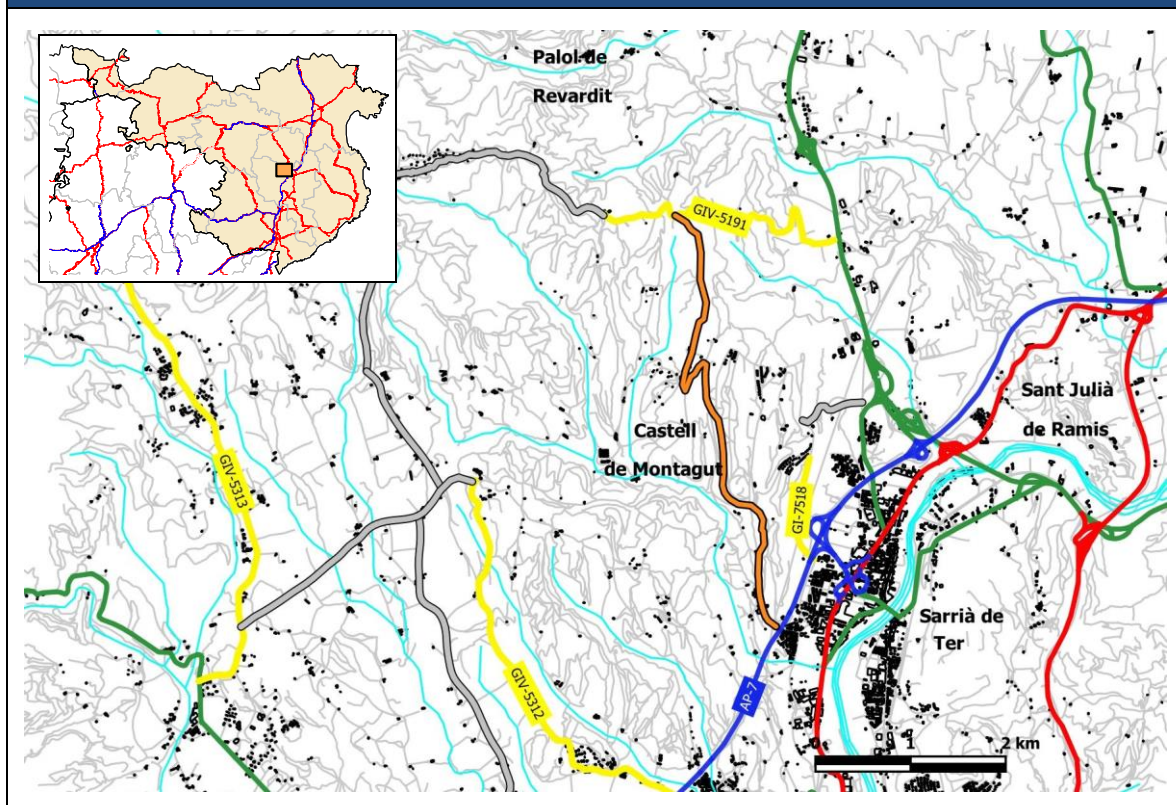 Palol de
Revardit
GIV-5191
Sant Julià
de Ramis
Castell
de Montagut
GIV-5313
GI-7518
Sarrià de
Ter
GIV-5312
AP-7
0 1 2 km